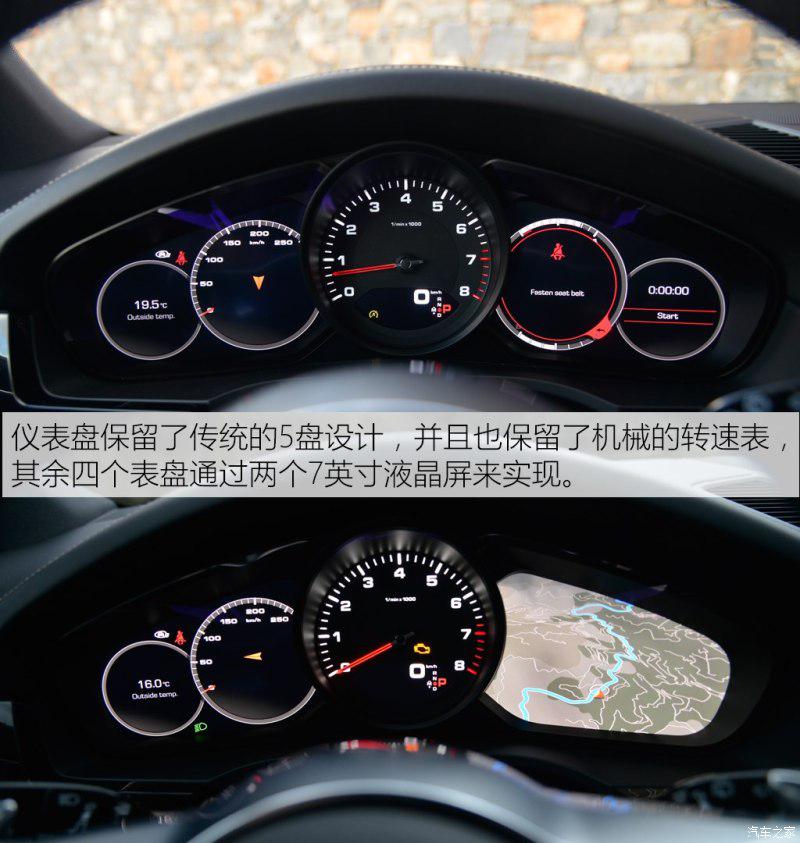 4
3 5
2 6
1/min x 1000
1 7
0 8
0 km/h
R
N
D
P
200
150 km/h 250
100
50
19.5°C
Outside temp.
Fasten seat belt
0:00:00
Start
仪表盘保留了传统的5盘设计，并且也保留了机械的转速表，
其余四个表盘通过两个7英寸液晶屏来实现。
4
3 5
2 6
1/min x 1000
1 7
0 8
0 km/h
R
N
D
P
200
150 km/h 250
100
50
16.0°C
Outside temp.
汽车之家